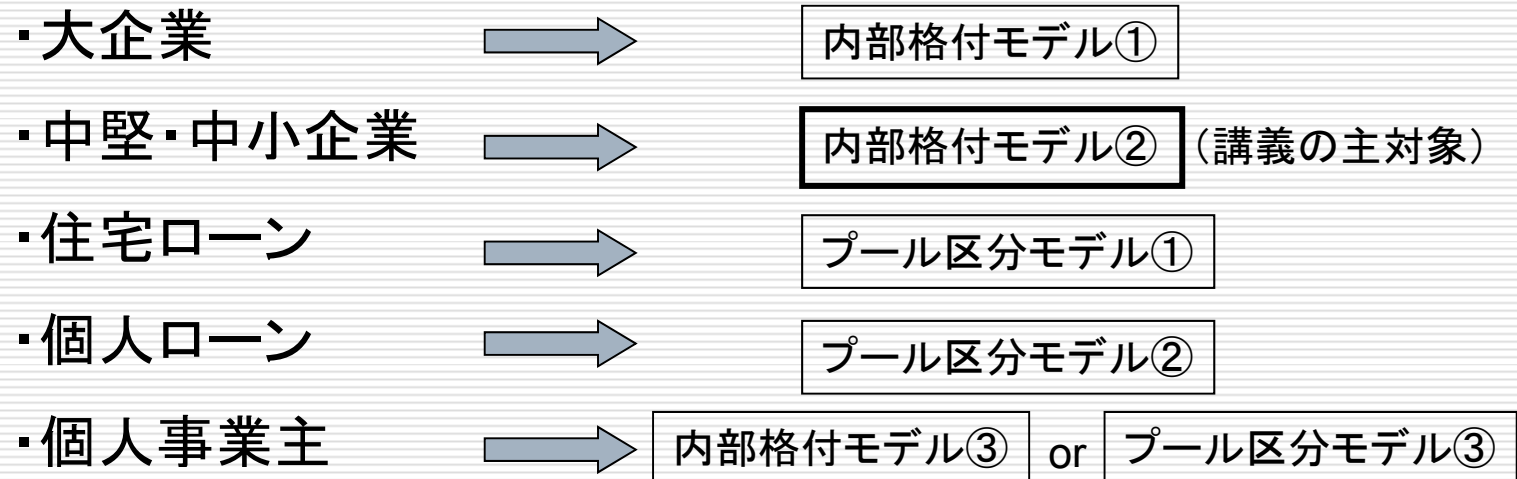 ・大企業 内部格付モデル①
・中堅・中小企業 内部格付モデル② (講義の主対象)
・住宅ローン プール区分モデル①
・個人ローン プール区分モデル②
・個人事業主 内部格付モデル③ or プール区分モデル③